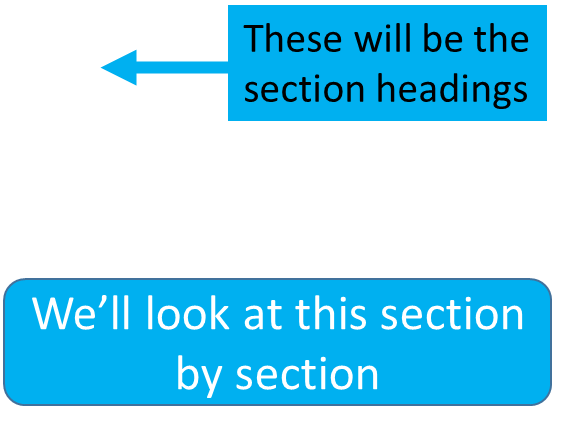 These will be the
section headings
We’ll look at this section
by section